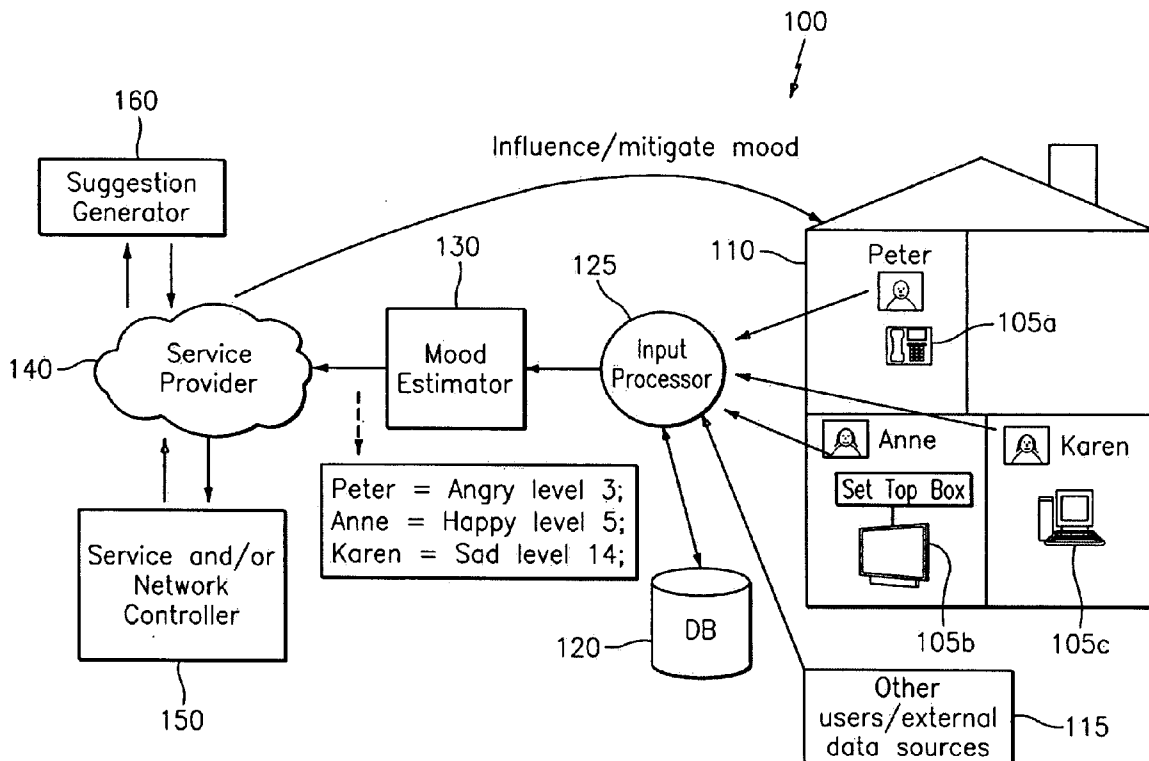 100
160
Influence/mitigate mood
Suggestion
Generator
130
125
110
Peter
105a
140
Service
Provider
Mood
Estimator
Input
Processor
Anne
Karen
Set Top Box
Peter = Angry level 3;
Anne = Happy level 5;
Karen = Sad level 14;
Service and/or
Network
Controller
120
DB
105b
105c
150
Other
users/external
data sources
115